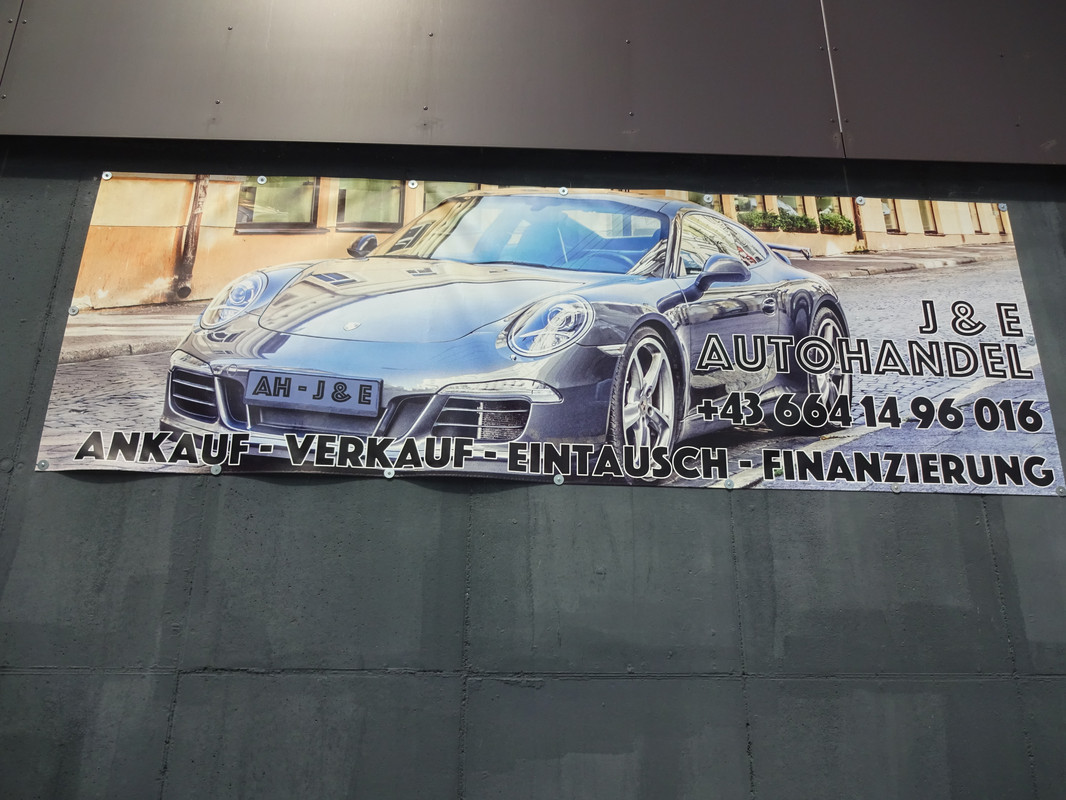 J & E
AUTOHANDEL
+43 664 14 96 016
AH - J & E
ANKAUF - VERKAUF - EINTAUSCH - FINANZIERUNG